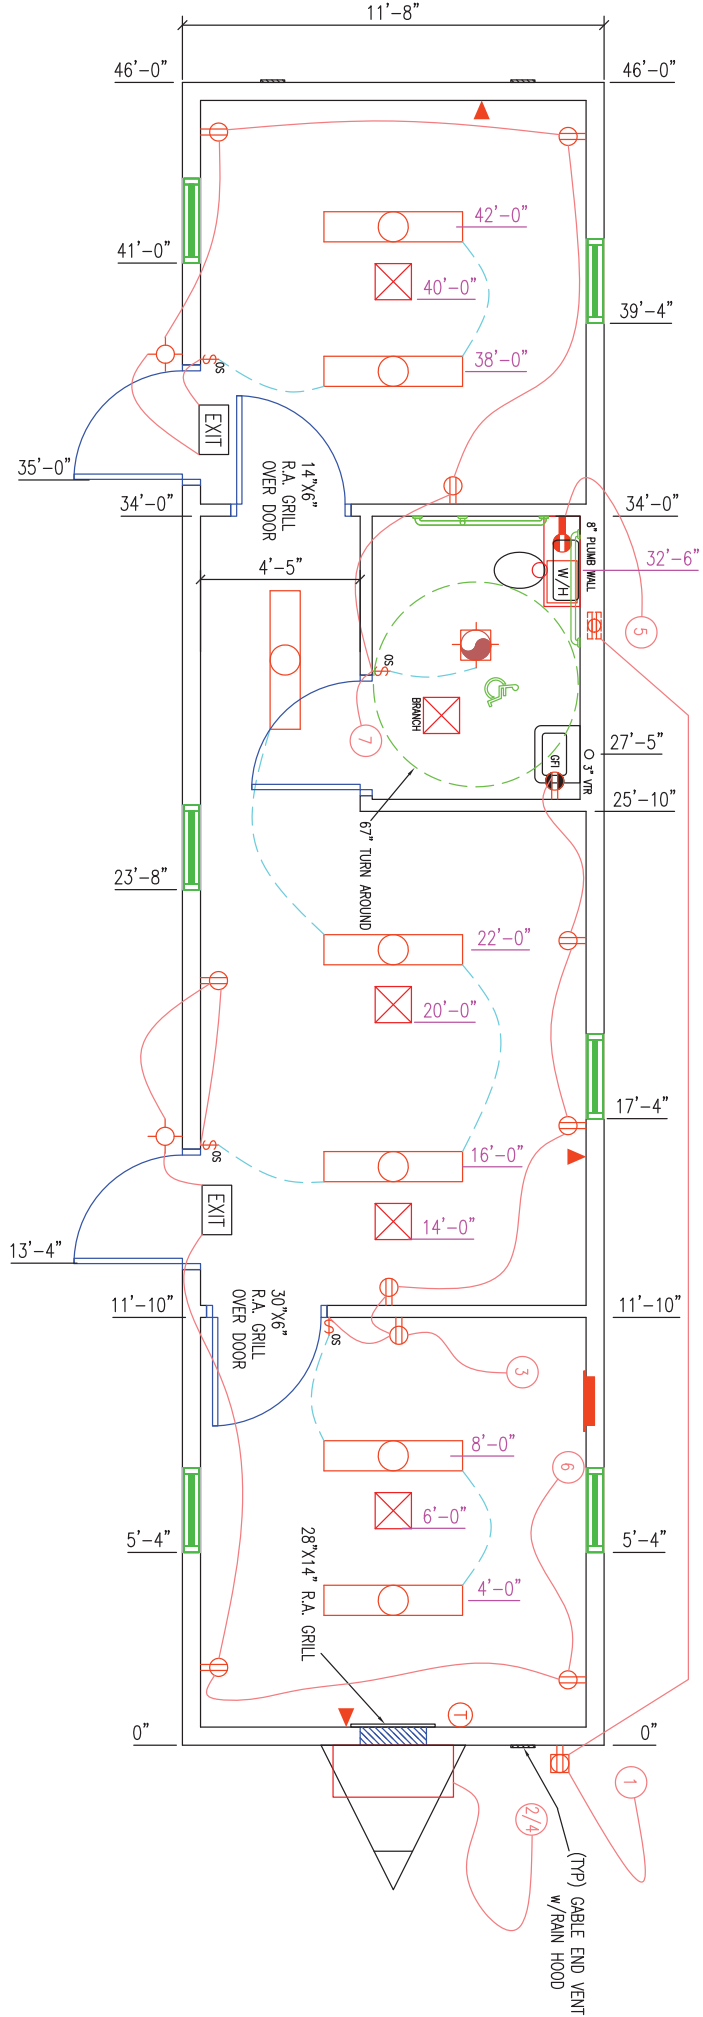 11'-8"
46'-0"
46'-0"
42'-0"
41'-0"
40'-0"
39'-4"
38'-0"
$
OS
EXIT
35'-0"
14"X6"
R.A. GRILL
OVER DOOR
34'-0"
34'-0"
8" PLUMB WALL
32'-6"
W/H
4'-5"
5
OS
$
BRANCH
7
GFI
3" VTR
27'-5"
25'-10"
67" TURN AROUND
23'-8"
22'-0"
20'-0"
17'-4"
$
OS
16'-0"
EXIT
14'-0"
13'-4"
30"X6"
R.A. GRILL
OVER DOOR
11'-10"
11'-10"
$
OS
3
8'-0"
6
6'-0"
5'-4"
5'-4"
28"X14" R.A. GRILL
4'-0"
T
0"
0"
1
2/4
(TYP) GABLE END VENT
w/RAIN HOOD